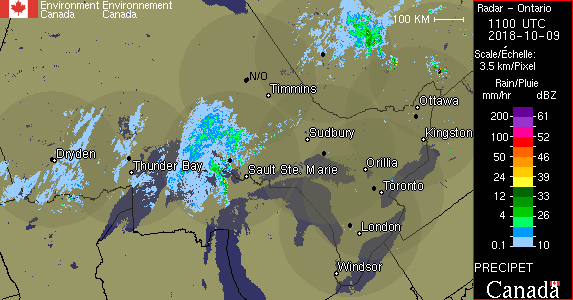 Environment Environnement
Canada Canada
100 KM
N/O
Timmins
Ottawa
Sudbury
Kingston
Dryden
Thunder Bay
Sault Ste. Marie
Orillia
Toronto
London
Windsor
Radar - Ontario
1100 UTC
2018-10-09
Scale/Échelle:
3.5 km/Pixel
Rain/Pluie
mm/hr dBZ
200 61
100 52
50 46
24 39
12 33
4 26
0.1 10
PRECIPET
Canada